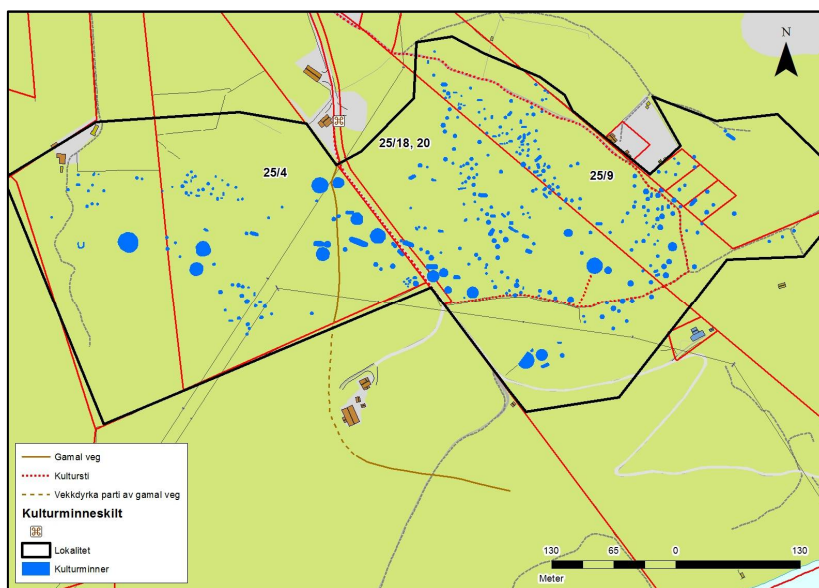 N
25/18, 20
25/4
25/9
Gamal veg
Kultursti
Vekkdyrka parti av gamal veg
Kulturminneskilt
Lokalitet
Kulturminner
130 65 0 130
Meter